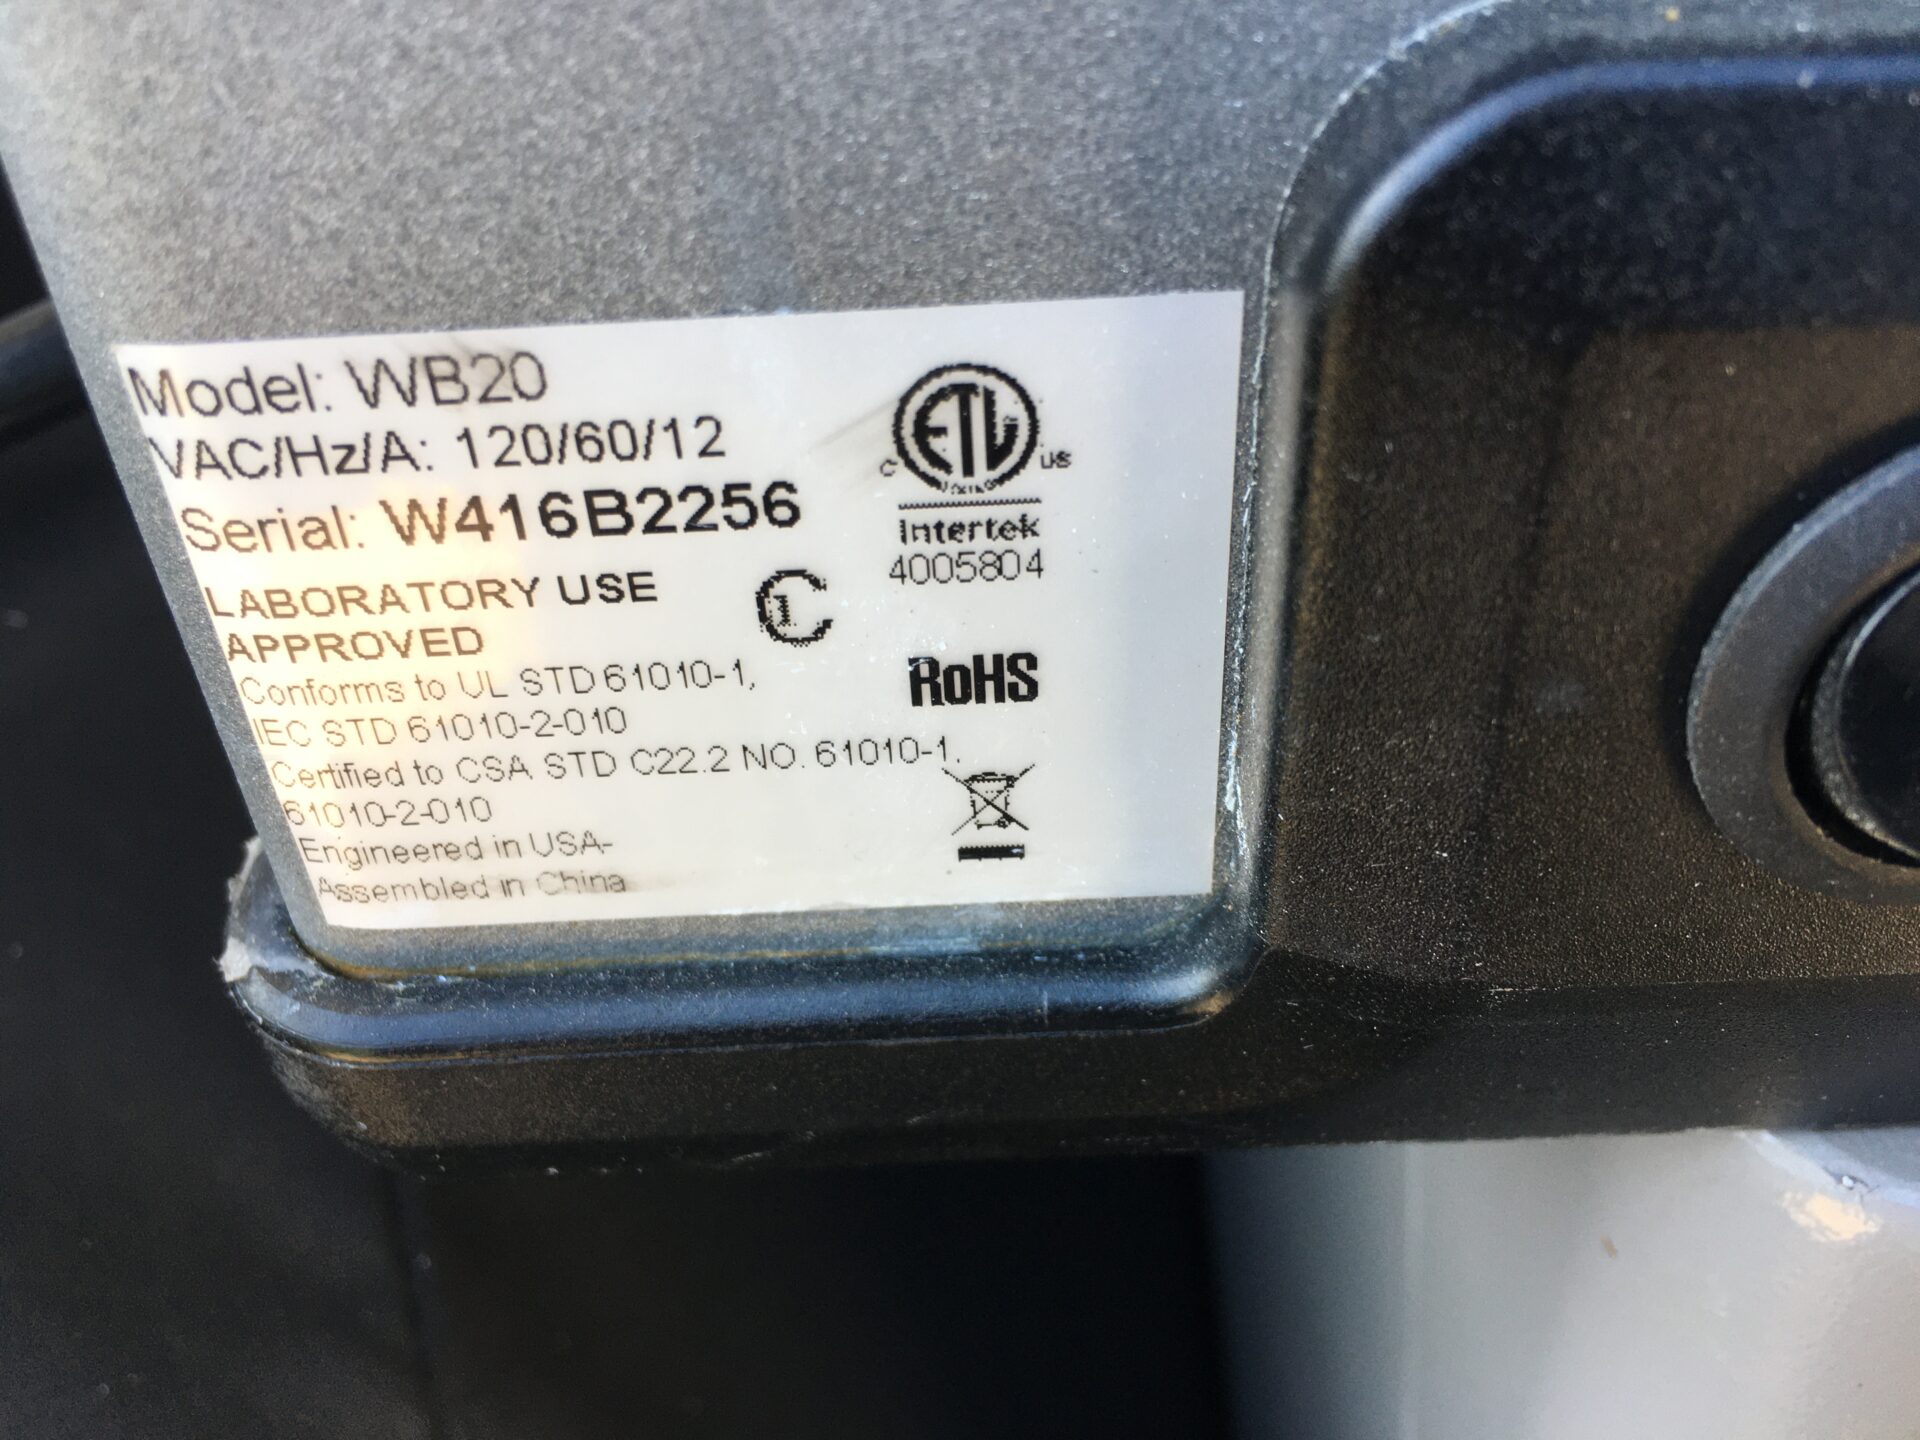 Model: WB20
VAC/Hz/A: 120/60/12
Serial: W416B2256
LABORATORY USE
APPROVED
Conforms to UL STD 61010-1,
IEC STD 61010-2-010
Certified to CSA STD C22.2 NO. 61010-1,
61010-2-010
Engineered in USA-
Assembled in China
ETL
C US
Intertek
4005804
RoHS